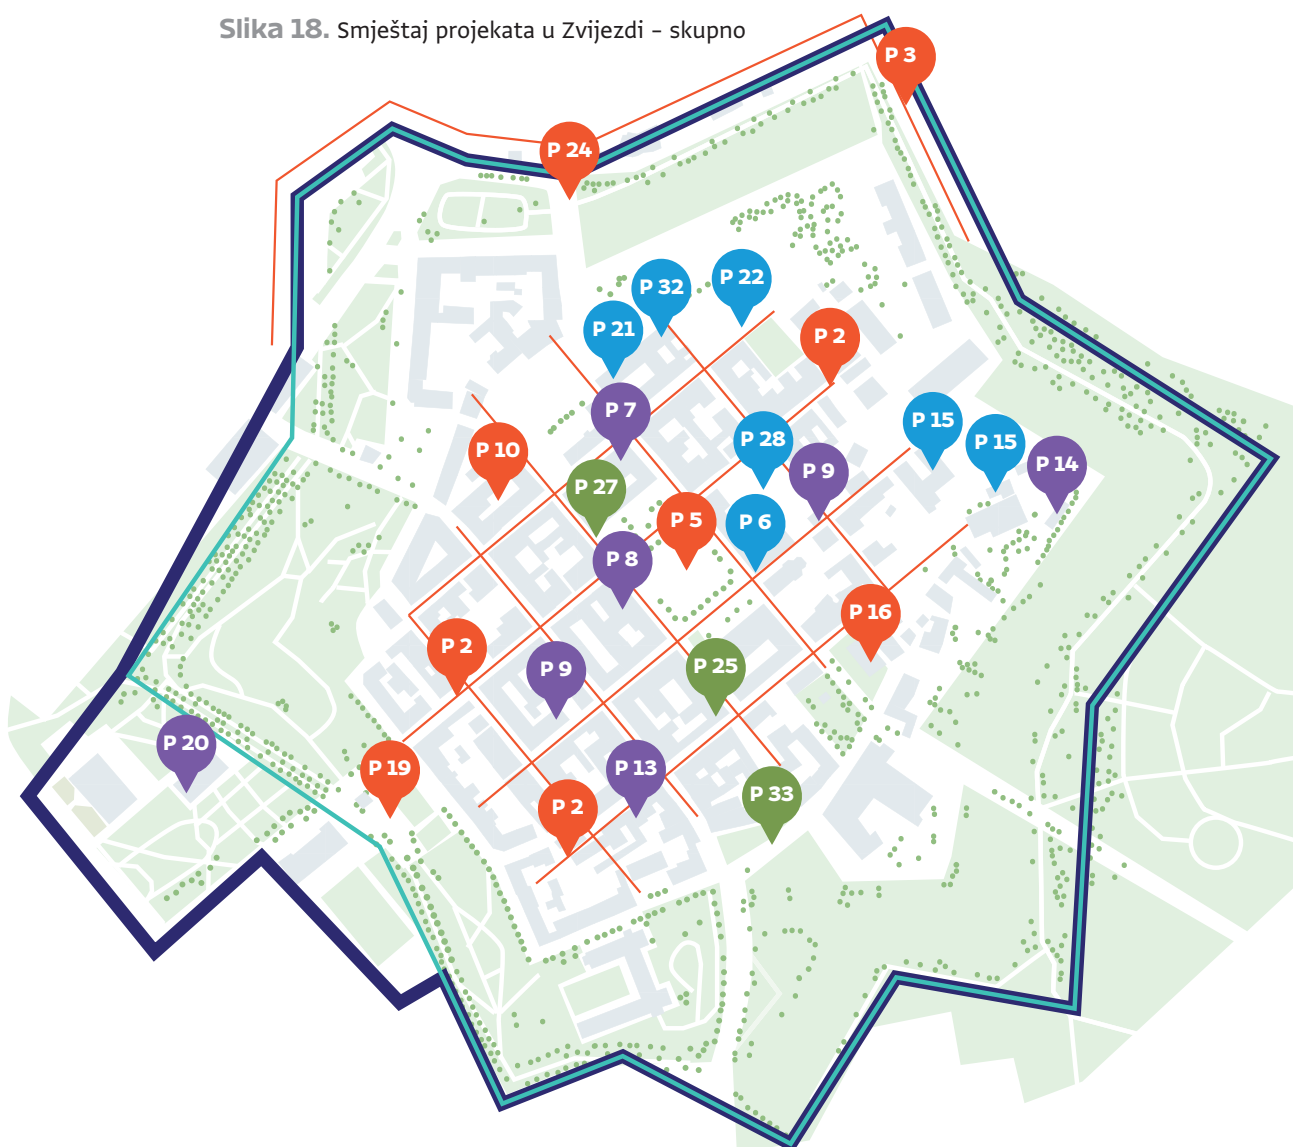 Slika 18. Smještaj projekata u Zvijezdi – skupno
P 3
P 24
P 22
P 32
P 21
P 2
P 7
P 15
P 28
P 15
P 10
P 14
P 9
P 27
P 5
P 6
P 8
P 16
P 2
P 25
P 9
P 20
P 19
P 13
P 33
P 2